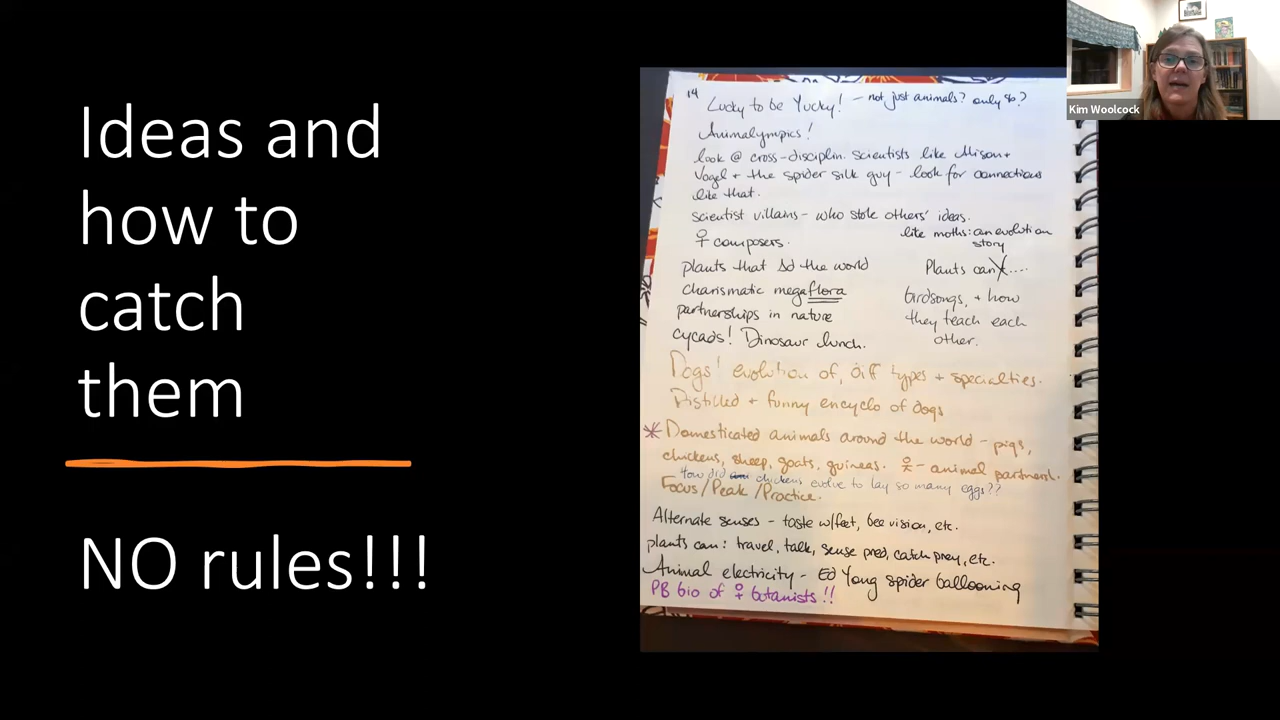 Ideas and
how to
catch
them
NO rules!!!
Kim Woolcock
14
Lucky to be Yucky! - not just animals? only so?
Animalympics!
look @ cross-disciplin. scientists like Alison +
Vogel + the spider silk guy - look for connections
like that.
scientist villains - who stole others' ideas.
♀ composers.
like moths: an evolution
story
plants that Δd the world
Plants can ....
charismatic megaflora
birdsongs, + how
they teach each
other.
partnerships in nature
cycads! Dinosaur lunch.
Dogs! evolution of, diff types + specialties.
Distilled + funny encyclo of dogs
* Domesticated animals around the world - pigs,
chickens, sheep, goats, guineas. - animal partners.
How did chickens evolve to lay so many eggs??
Focus/Peak/Practice.
Alternate senses - taste w/feet, bee vision, etc.
plants can: travel, talk, sense pred, catch prey, etc.
Animal electricity - Ed Yong spider ballooning
PB bio of ♀ botanists!!